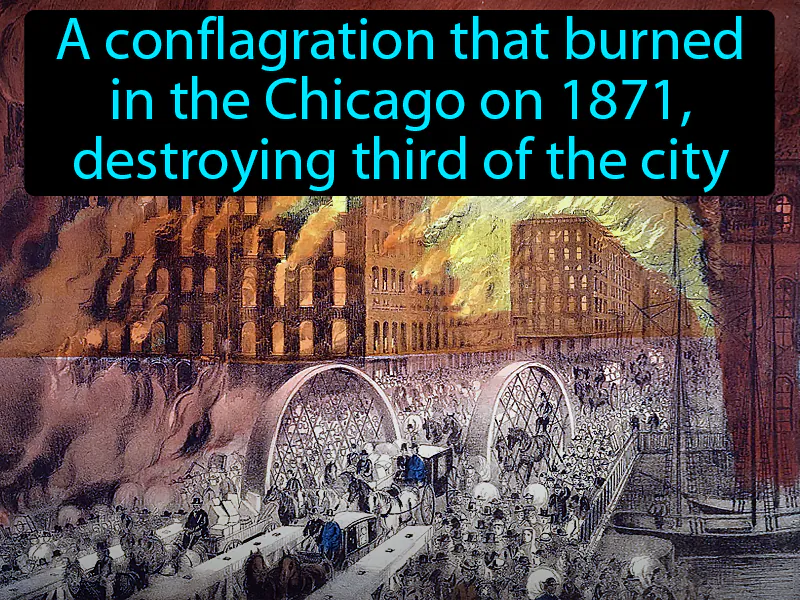 A conflagration that burned
in the Chicago on 1871,
destroying third of the city